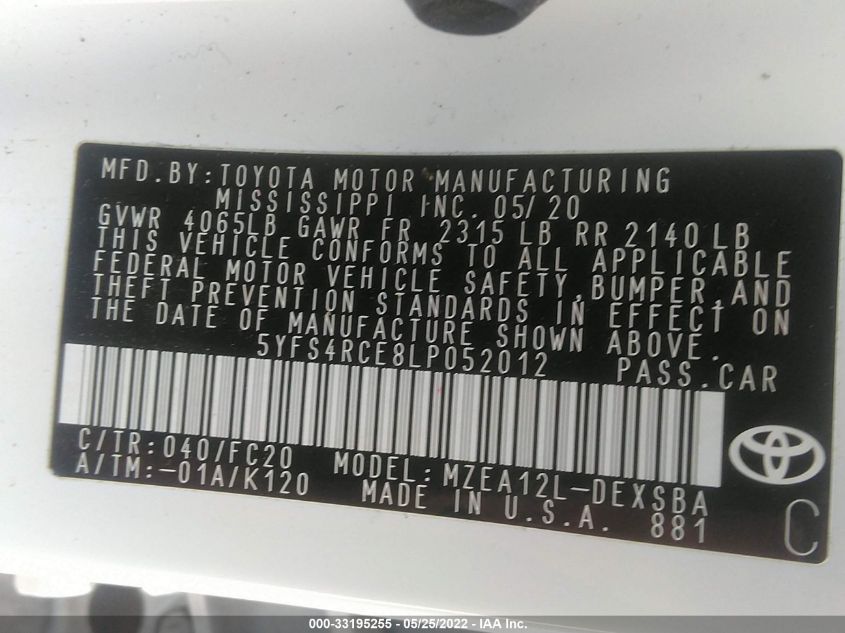 MFD.BY:TOYOTA MOTOR MANUFACTURING
MISSISSIPPI INC. 05/20
GVWR 4065LB GAWR FR 2315 LB RR 2140 LB
THIS VEHICLE CONFORMS TO ALL APPLICABLE
FEDERAL MOTOR VEHICLE SAFETY, BUMPER, AND
THEFT PREVENTION STANDARDS IN EFFECT ON
THE DATE OF MANUFACTURE SHOWN ABOVE.
5YFS4RCE8LP052012 PASS.CAR
C/TR:040/FC20
A/TM:-01A/K120
MODEL:MZEA12L-DEXSBA
MADE IN U.S.A. 881
C
000-33195255 - 05/25/2022 - IAA Inc.